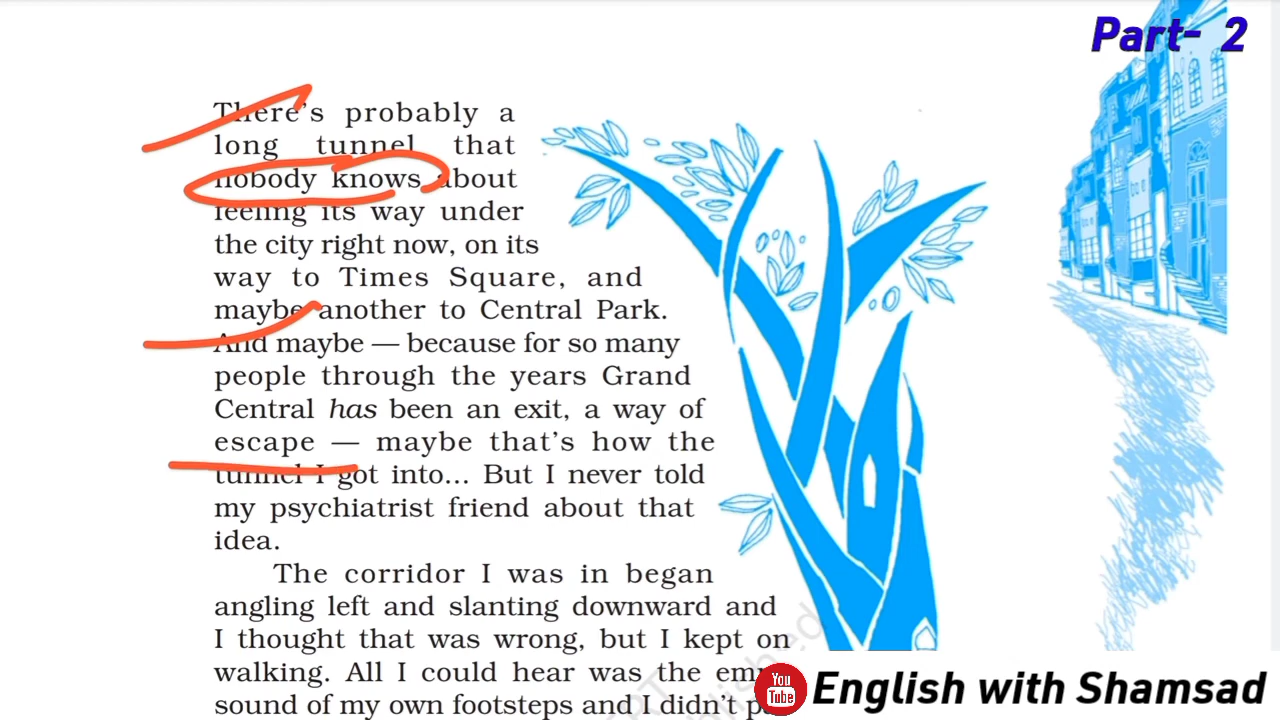 Part- 2
There's probably a
long tunnel that
nobody knows about
feeling its way under
the city right now, on its
way to Times Square, and
maybe another to Central Park.
And maybe — because for so many
people through the years Grand
Central has been an exit, a way of
escape — maybe that's how the
tunnel I got into... But I never told
my psychiatrist friend about that
idea.
The corridor I was in began
angling left and slanting downward and
I thought that was wrong, but I kept on
walking. All I could hear was the
sound of my own footsteps and I didn't
You
Tube
English with Shamsad